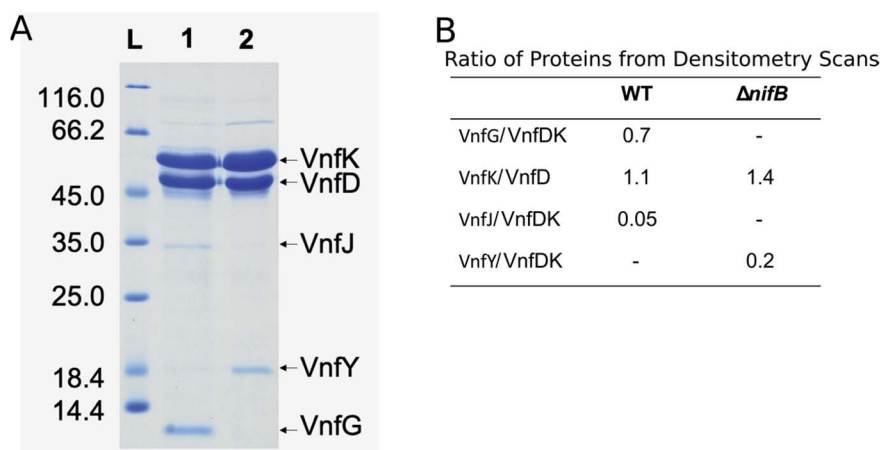 A
L 1 2
116.0
66.2
45.0
35.0
25.0
18.4
14.4
VnfK
VnfD
VnfJ
VnfY
VnfG
B
Ratio of Proteins from Densitometry Scans
WT ΔnifB
VnfG/VnfDK 0.7 -
VnfK/VnfD 1.1 1.4
VnfJ/VnfDK 0.05 -
VnfY/VnfDK - 0.2